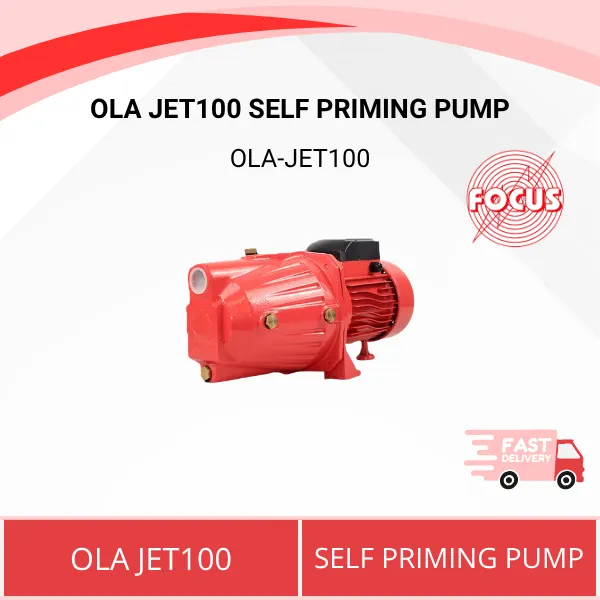 OLA JET100 SELF PRIMING PUMP
OLA-JET100
FOCUS
FAST
DELIVERY
OLA JET100
SELF PRIMING PUMP